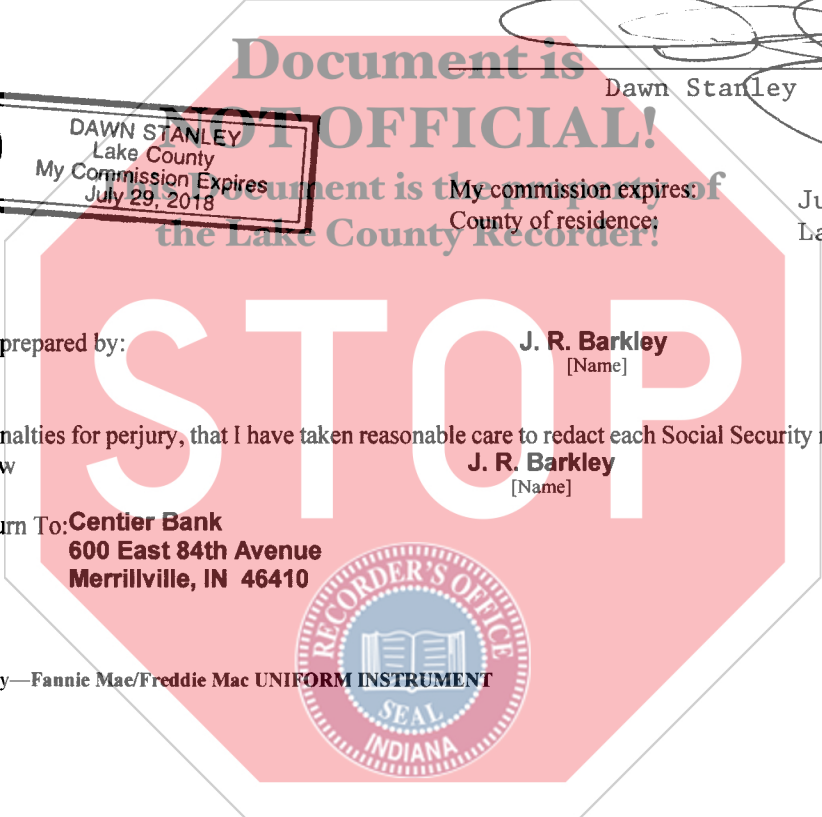 Document is
Dawn Stanley
NOT OFFICIAL!
DAWN STANLEY
Lake County
My Commission Expires
July 29, 2018
This Document is the property of
the Lake County Recorder!
My commission expires:
County of residence:
Ju
La
STOP
prepared by:
J. R. Barkley
[Name]
nalties for perjury, that I have taken reasonable care to redact each Social Security
w
J. R. Barkley
[Name]
urn To: Centier Bank
600 East 84th Avenue
Merrillville, IN 46410
RECORDER'S OFFICE
y—Fannie Mae/Freddie Mac UNIFORM INSTRUMENT
SEAL
INDIANA